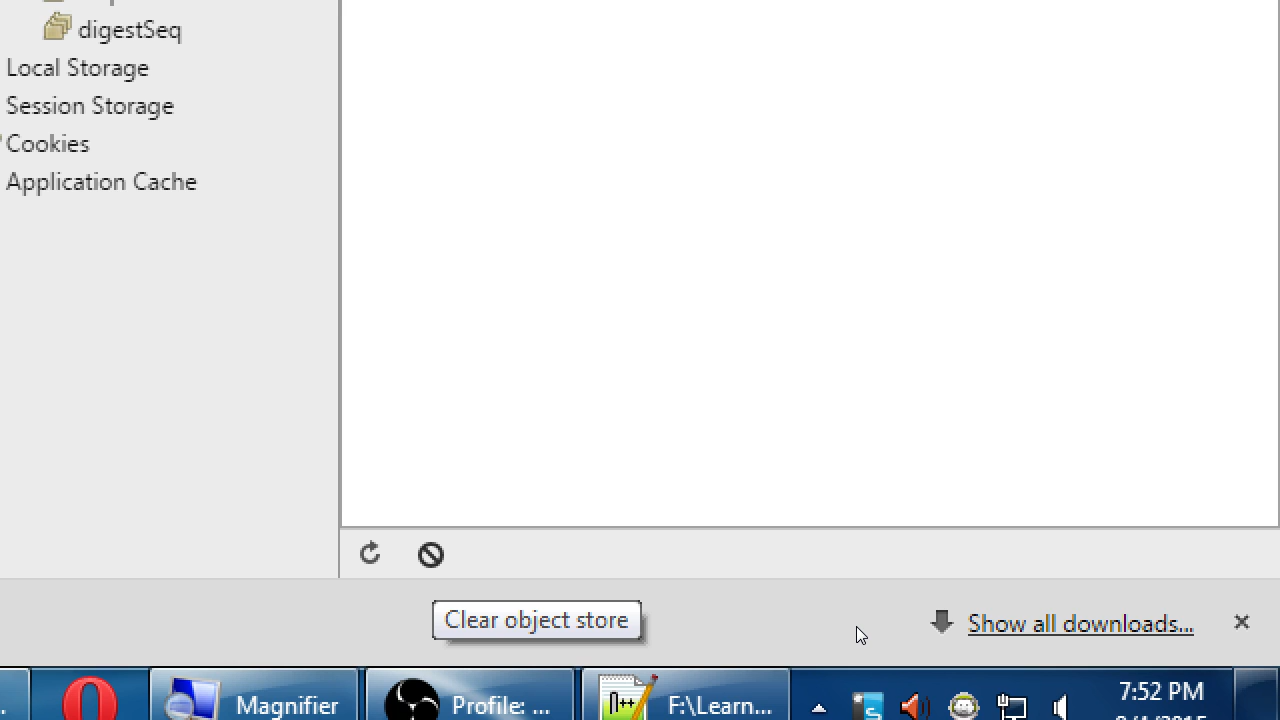 digestSeq
Local Storage
Session Storage
Cookies
Application Cache
Clear object store
Show all downloads...
Magnifier
Profile: ...
F:\Learn...
7:52 PM